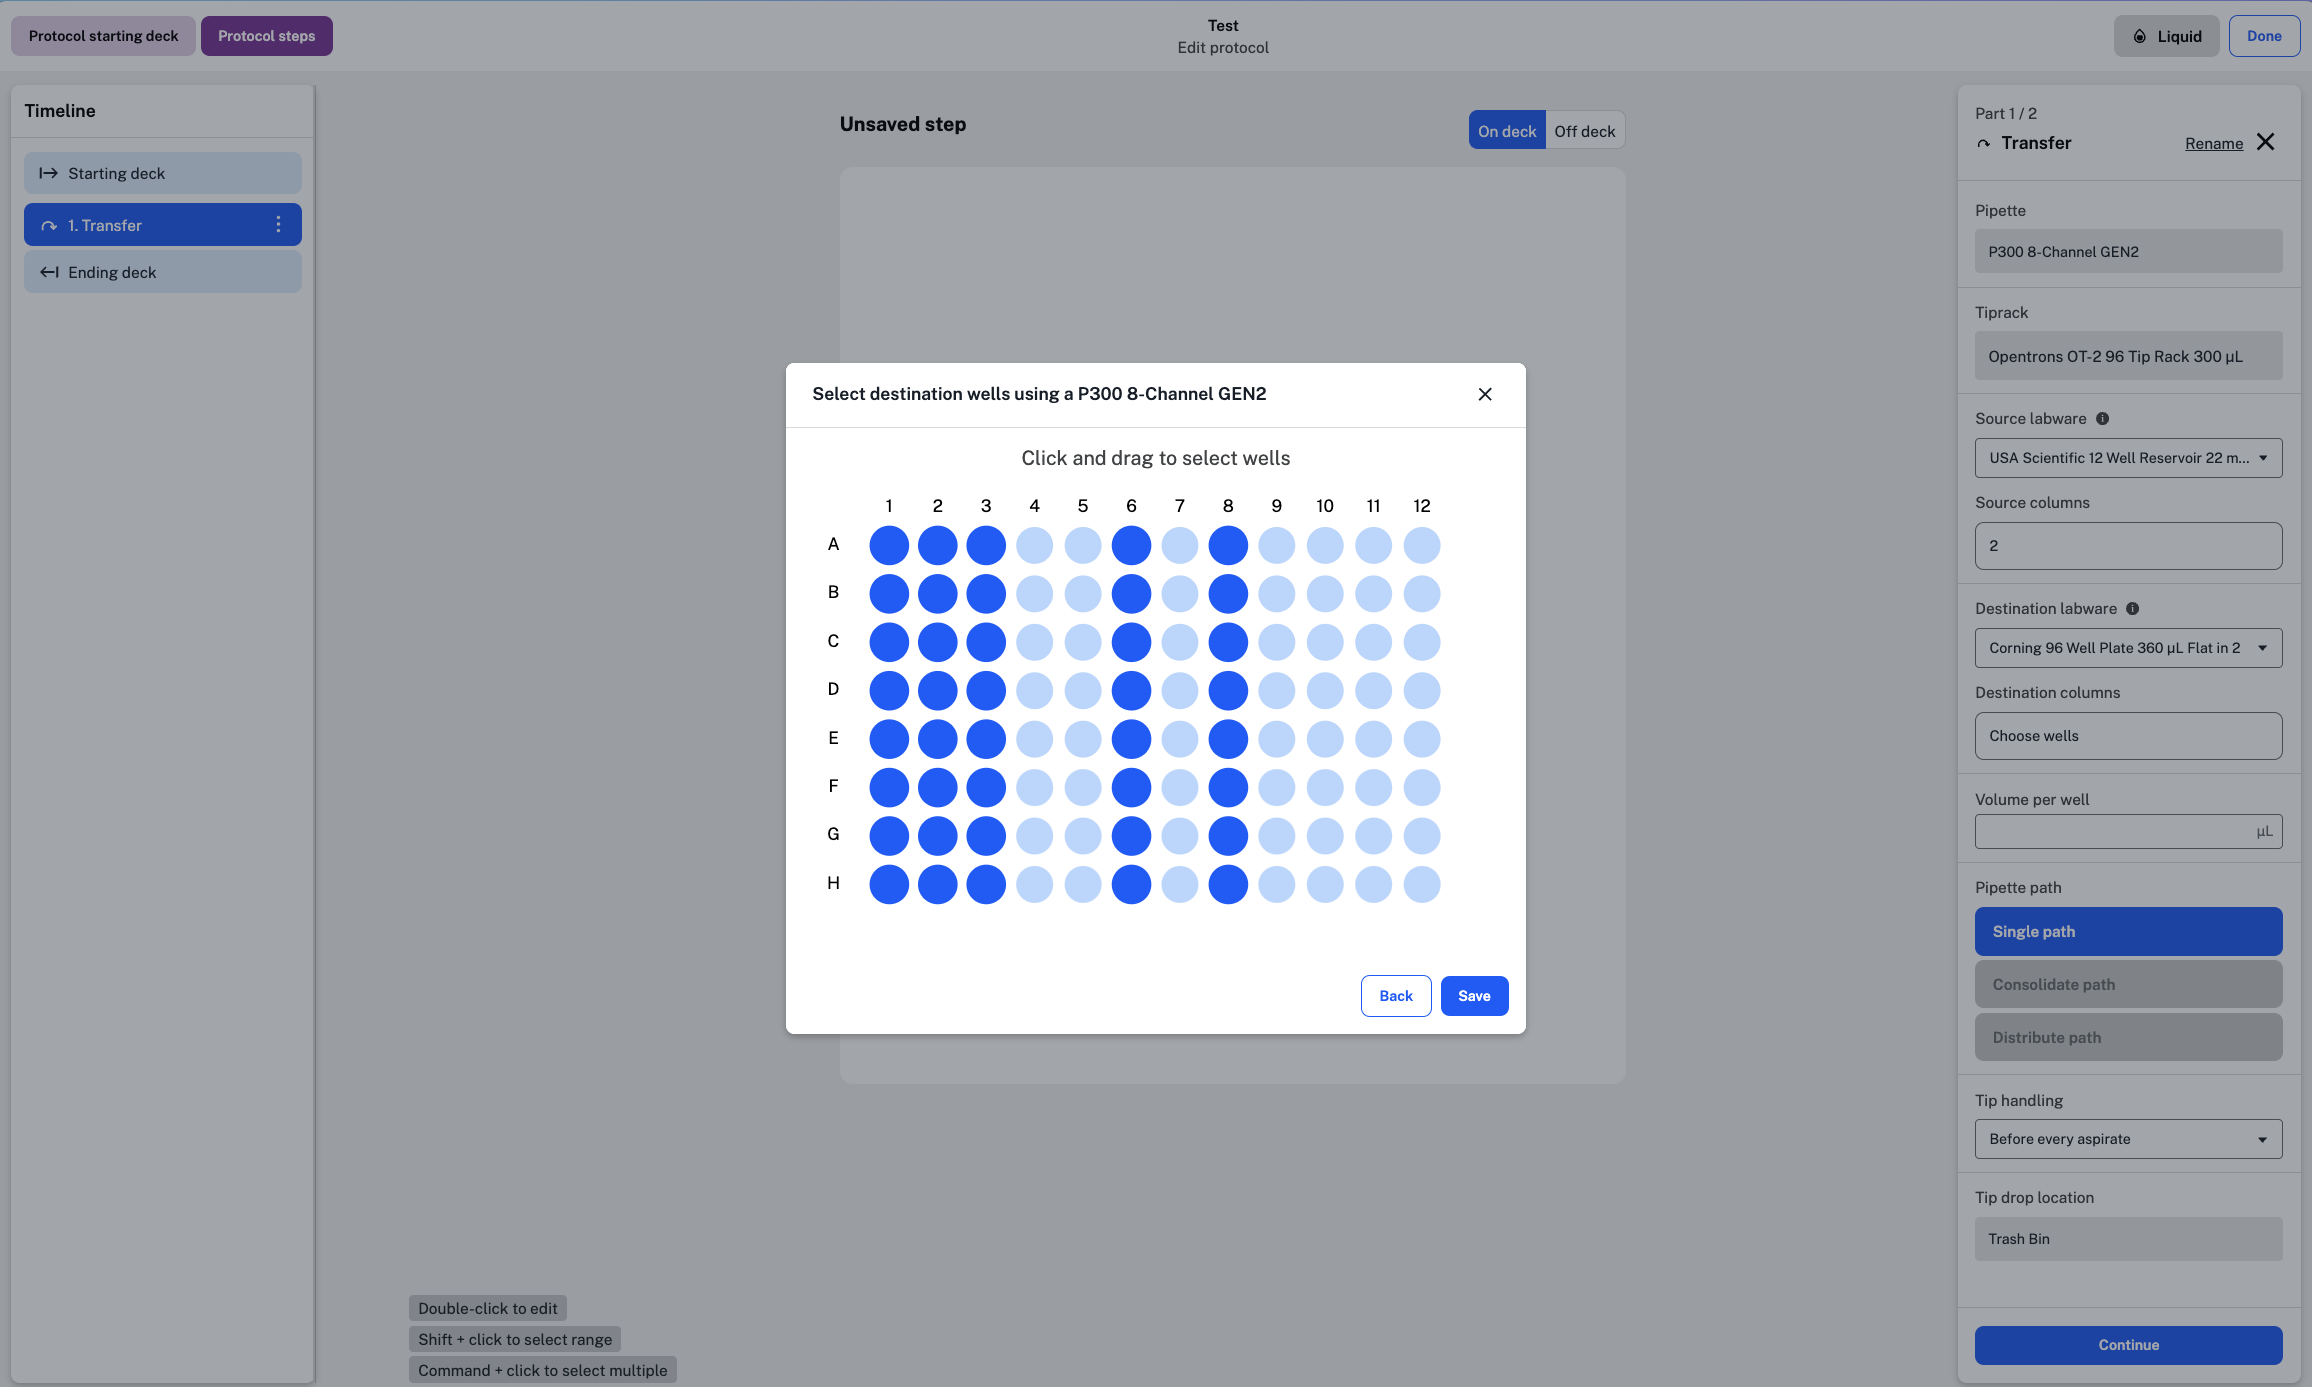 Protocol starting deck
Protocol steps
Test
Edit protocol
Liquid
Done
Timeline
Starting deck
1. Transfer
Ending deck
Unsaved step
On deck
Off deck
Select destination wells using a P300 8-Channel GEN2
Click and drag to select wells
1 2 3 4 5 6 7 8 9 10 11 12
A
B
C
D
E
F
G
H
Back
Save
Double-click to edit
Shift + click to select range
Command + click to select multiple
Part 1 / 2
Transfer
Rename
Pipette
P300 8-Channel GEN2
Tiprack
Opentrons OT-2 96 Tip Rack 300 µL
Source labware
USA Scientific 12 Well Reservoir 22 m...
Source columns
2
Destination labware
Corning 96 Well Plate 360 µL Flat in 2
Destination columns
Choose wells
Volume per well
µL
Pipette path
Single path
Consolidate path
Distribute path
Tip handling
Before every aspirate
Tip drop location
Trash Bin
Continue